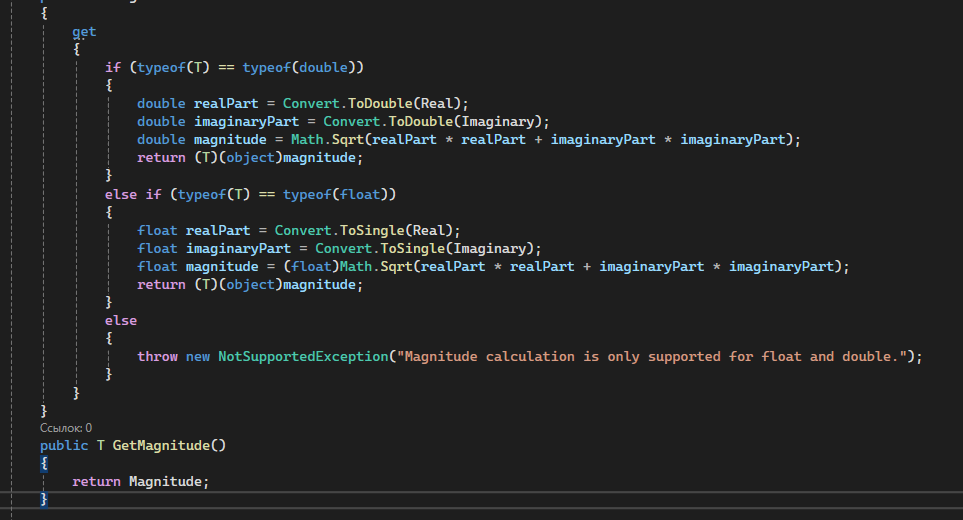 {
get
{
if (typeof(T) == typeof(double))
{
double realPart = Convert.ToDouble(Real);
double imaginaryPart = Convert.ToDouble(Imaginary);
double magnitude = Math.Sqrt(realPart * realPart + imaginaryPart * imaginaryPart);
return (T)(object)magnitude;
}
else if (typeof(T) == typeof(float))
{
float realPart = Convert.ToSingle(Real);
float imaginaryPart = Convert.ToSingle(Imaginary);
float magnitude = (float)Math.Sqrt(realPart * realPart + imaginaryPart * imaginaryPart);
return (T)(object)magnitude;
}
else
{
throw new NotSupportedException("Magnitude calculation is only supported for float and double.");
}
}
}
Ссылок: 0
public T GetMagnitude()
{
return Magnitude;
}